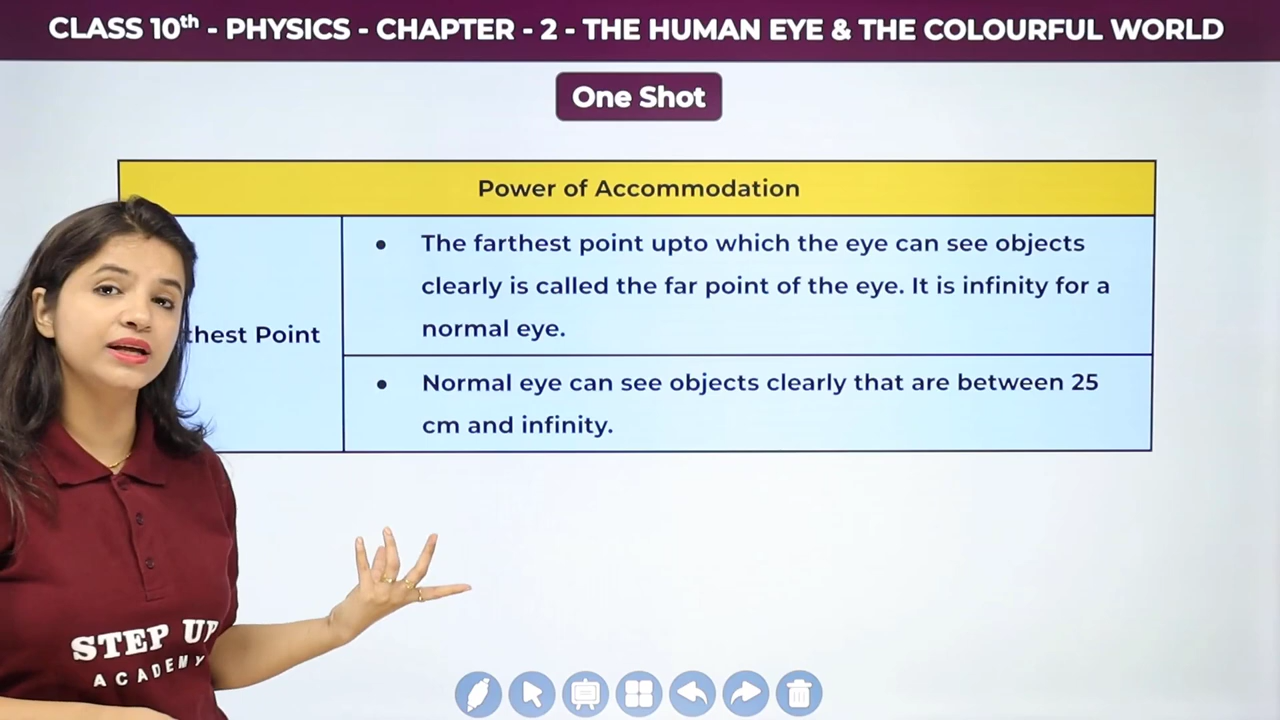 CLASS 10th - PHYSICS - CHAPTER - 2 - THE HUMAN EYE & THE COLOURFUL WORLD
One Shot
Power of Accommodation
thest Point
• The farthest point upto which the eye can see objects
clearly is called the far point of the eye. It is infinity for a
normal eye.
• Normal eye can see objects clearly that are between 25
cm and infinity.
STEP UP
ACADEMY